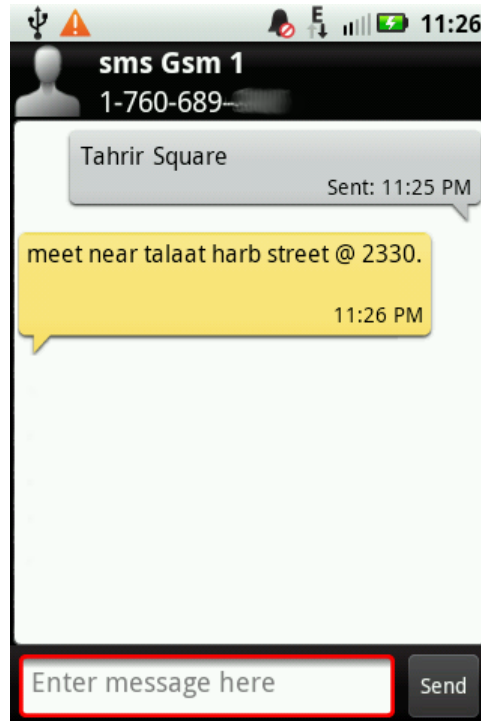 E
11:26
sms Gsm 1
1-760-689-
Tahrir Square
Sent: 11:25 PM
meet near talaat harb street @ 2330.
11:26 PM
Enter message here
Send